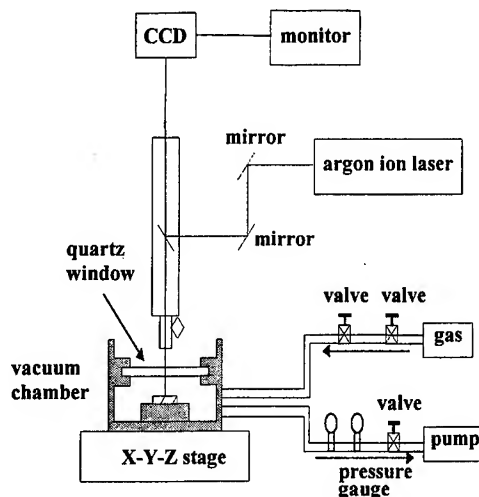 CCD
monitor
mirror
argon ion laser
mirror
quartz
window
valve
valve
gas
vacuum
chamber
valve
pump
X-Y-Z stage
pressure
gauge